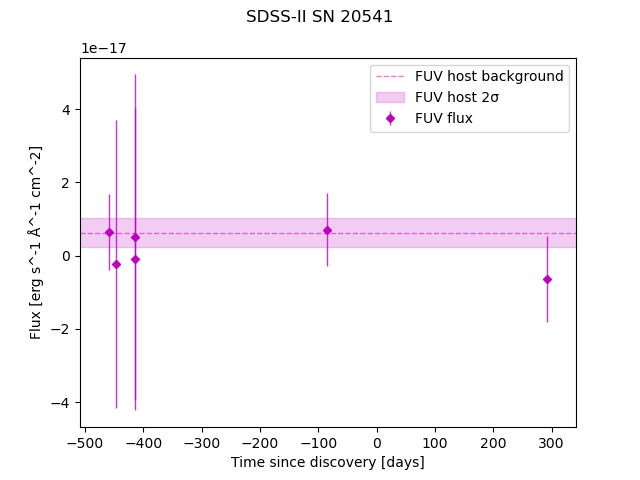 SDSS-II SN 20541
1e−17
FUV host background
FUV host 2σ
FUV flux
4
2
0
−2
−4
Flux [erg s^-1 Å^-1 cm^-2]
−500 −400 −300 −200 −100 0 100 200 300
Time since discovery [days]